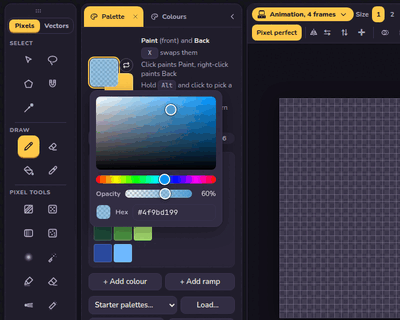 Pixels
Vectors
SELECT
DRAW
PIXEL TOOLS
Palette
Colours
Paint (front) and Back
X swaps them
Click paints Paint, right-click
paints Back
Hold Alt and click to pick a
Opacity
60%
Hex
#4f9bd199
+ Add colour
+ Add ramp
Starter palettes...
Load...
Animation, 4 frames
Size
1
2
Pixel perfect